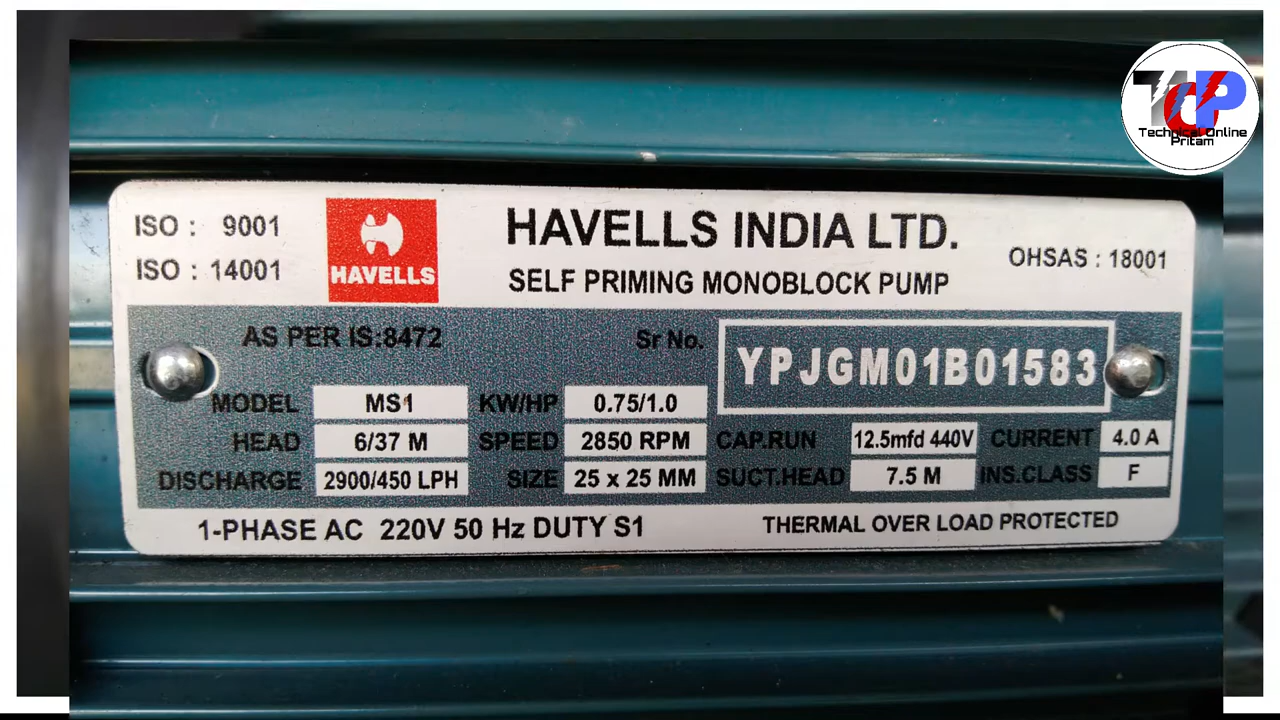 Technical Online
Pritam
ISO : 9001
ISO : 14001
HAVELLS
HAVELLS INDIA LTD.
SELF PRIMING MONOBLOCK PUMP
OHSAS : 18001
AS PER IS:8472
Sr No. YPJGM01B01583
MODEL MS1 KW/HP 0.75/1.0
HEAD 6/37 M SPEED 2850 RPM CAP.RUN 12.5mfd 440V CURRENT 4.0 A
DISCHARGE 2900/450 LPH SIZE 25 x 25 MM SUCT.HEAD 7.5 M INS.CLASS F
1-PHASE AC 220V 50 Hz DUTY S1 THERMAL OVER LOAD PROTECTED